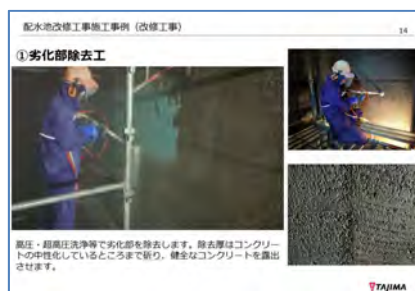 配水池改修工事施工事例（改修工事）
14
①劣化部除去工
高圧・超高圧洗浄等で劣化部を除去します。除去厚はコンクリー
トの中性化しているところまで斫り、健全なコンクリートを露出
させます。
TAJIMA